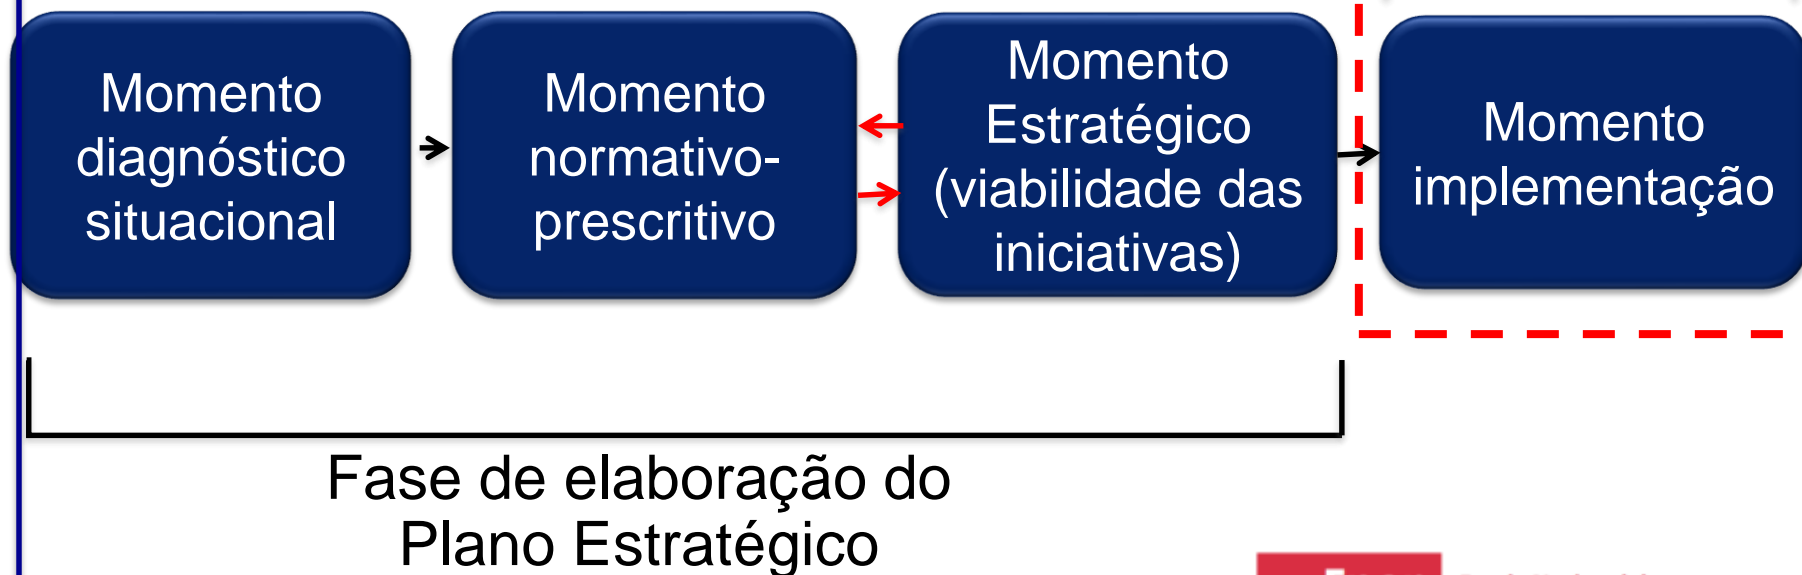 Momento
diagnóstico
situacional
Momento
normativo-
prescritivo
Momento
Estratégico
(viabilidade das
iniciativas)
Momento
implementação
Fase de elaboração do
Plano Estratégico